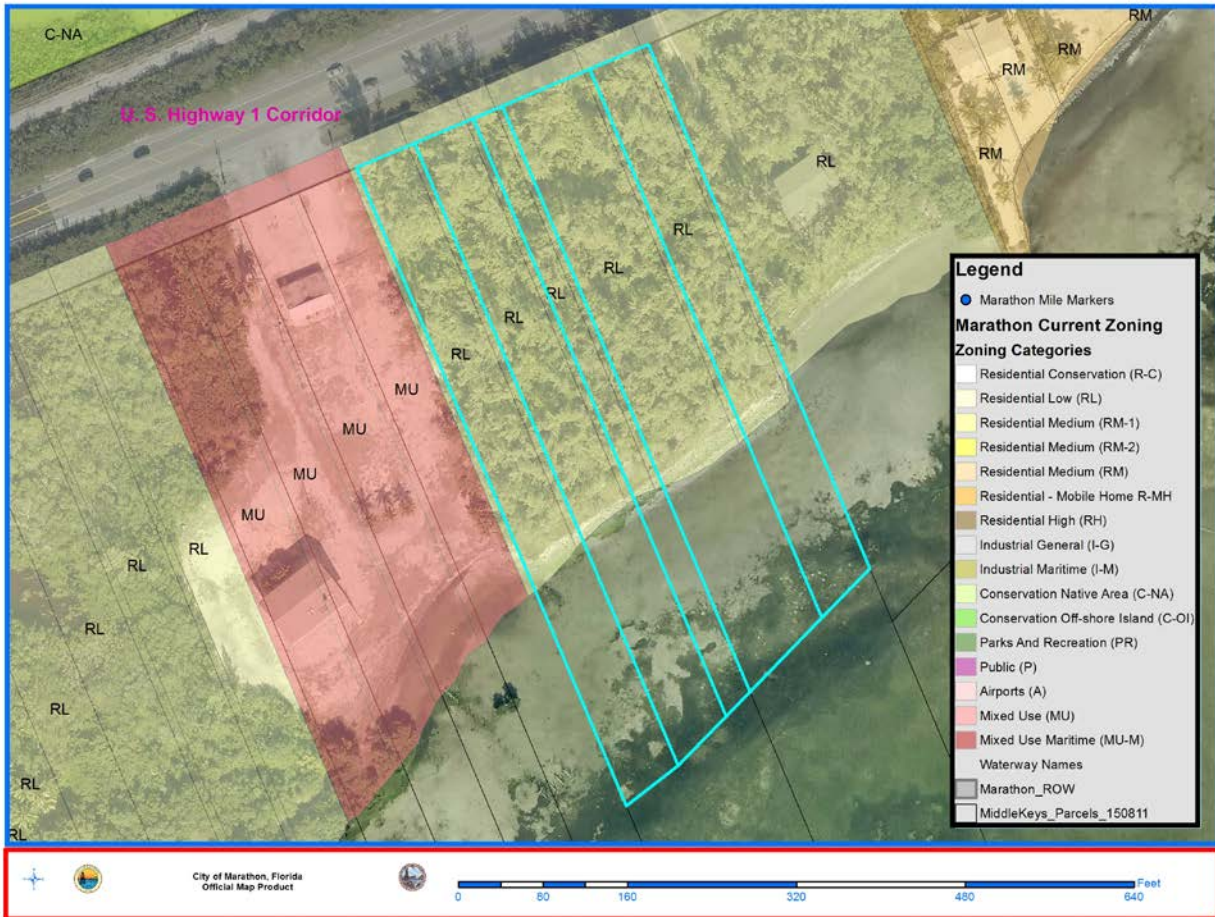 C-NA
U. S. Highway 1 Corridor
RM
RM
RM
RM
RL
RL
RL
RL
RL
RL
MU
MU
MU
MU
RL
RL
RL
RL
RL
RL
Legend
Marathon Mile Markers
Marathon Current Zoning
Zoning Categories
Residential Conservation (R-C)
Residential Low (RL)
Residential Medium (RM-1)
Residential Medium (RM-2)
Residential Medium (RM)
Residential - Mobile Home R-MH
Residential High (RH)
Industrial General (I-G)
Industrial Maritime (I-M)
Conservation Native Area (C-NA)
Conservation Off-shore Island (C-OI)
Parks And Recreation (PR)
Public (P)
Airports (A)
Mixed Use (MU)
Mixed Use Maritime (MU-M)
Waterway Names
Marathon_ROW
MiddleKeys_Parcels_150811
City of Marathon, Florida
Official Map Product
Feet
0 80 160 320 480 640